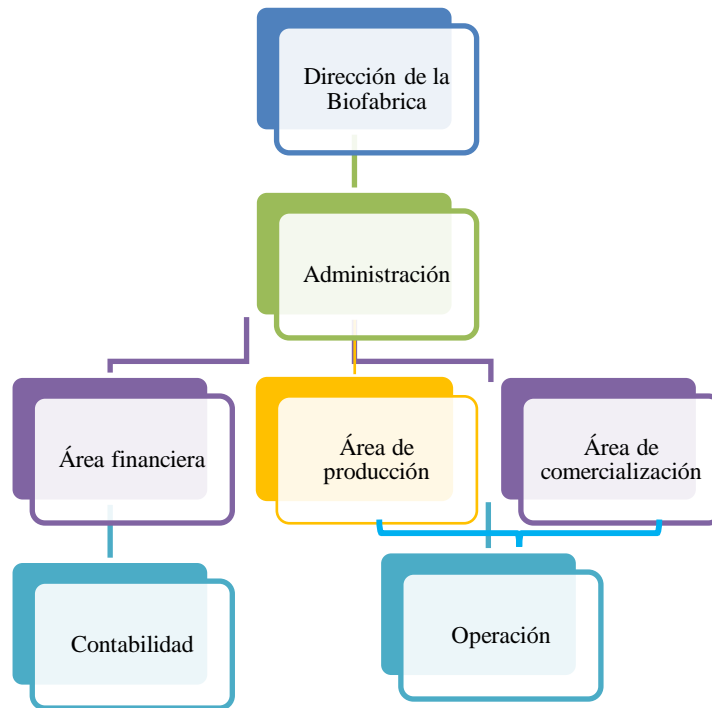 Dirección de la
Biofabrica
Administración
Área financiera
Área de
producción
Área de
comercialización
Contabilidad
Operación